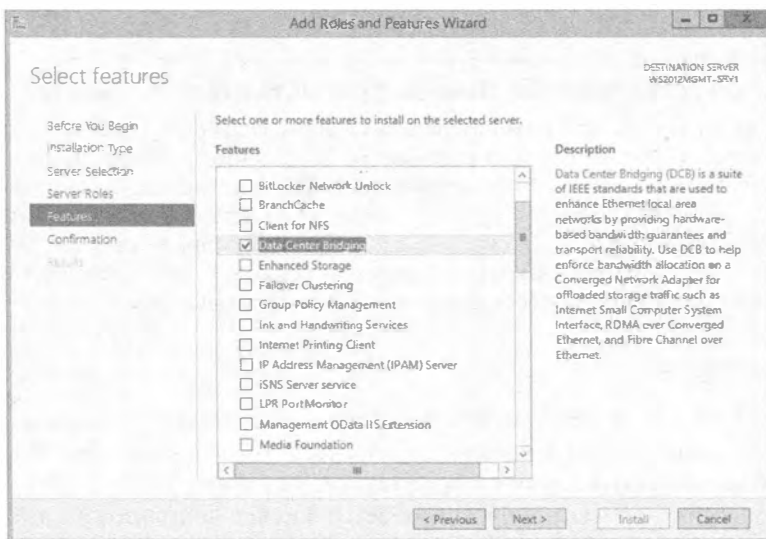 Add Roles and Features Wizard
Select features
DESTINATION SERVER
WS2012MGMT-SRV1
Before You Begin
Installation Type
Server Selection
Server Roles
Features
Confirmation
Results
Select one or more features to install on the selected server.
Features
BitLocker Network Unlock
BranchCache
Client for NFS
Data Center Bridging
Enhanced Storage
Failover Clustering
Group Policy Management
Ink and Handwriting Services
Internet Printing Client
IP Address Management (IPAM) Server
iSNS Server service
LPR Port Monitor
Management OData IIS Extension
Media Foundation
Description
Data Center Bridging (DCB) is a suite
of IEEE standards that are used to
enhance Ethernet local area
networks by providing hardware-
based bandwidth guarantees and
transport reliability. Use DCB to help
enforce bandwidth allocation on a
Converged Network Adapter for
offloaded storage traffic such as
Internet Small Computer System
Interface, RDMA over Converged
Ethernet, and Fibre Channel over
Ethernet.
< Previous
Next >
Install
Cancel